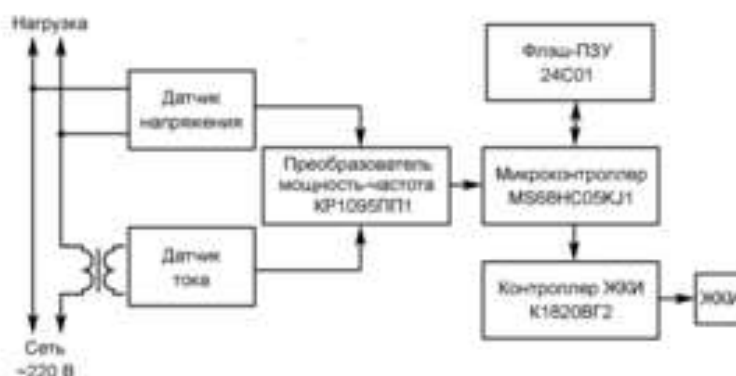 Нагрузка
Датчик
напряжения
Флэш-ПЗУ
24С01
Преобразователь
мощность-частота
КР1095ПП1
Микроконтроллер
MS68HC05KJ1
Датчик
тока
Контроллер ЖКИ
К1820ВГ2
ЖКИ
Сеть
~220 В